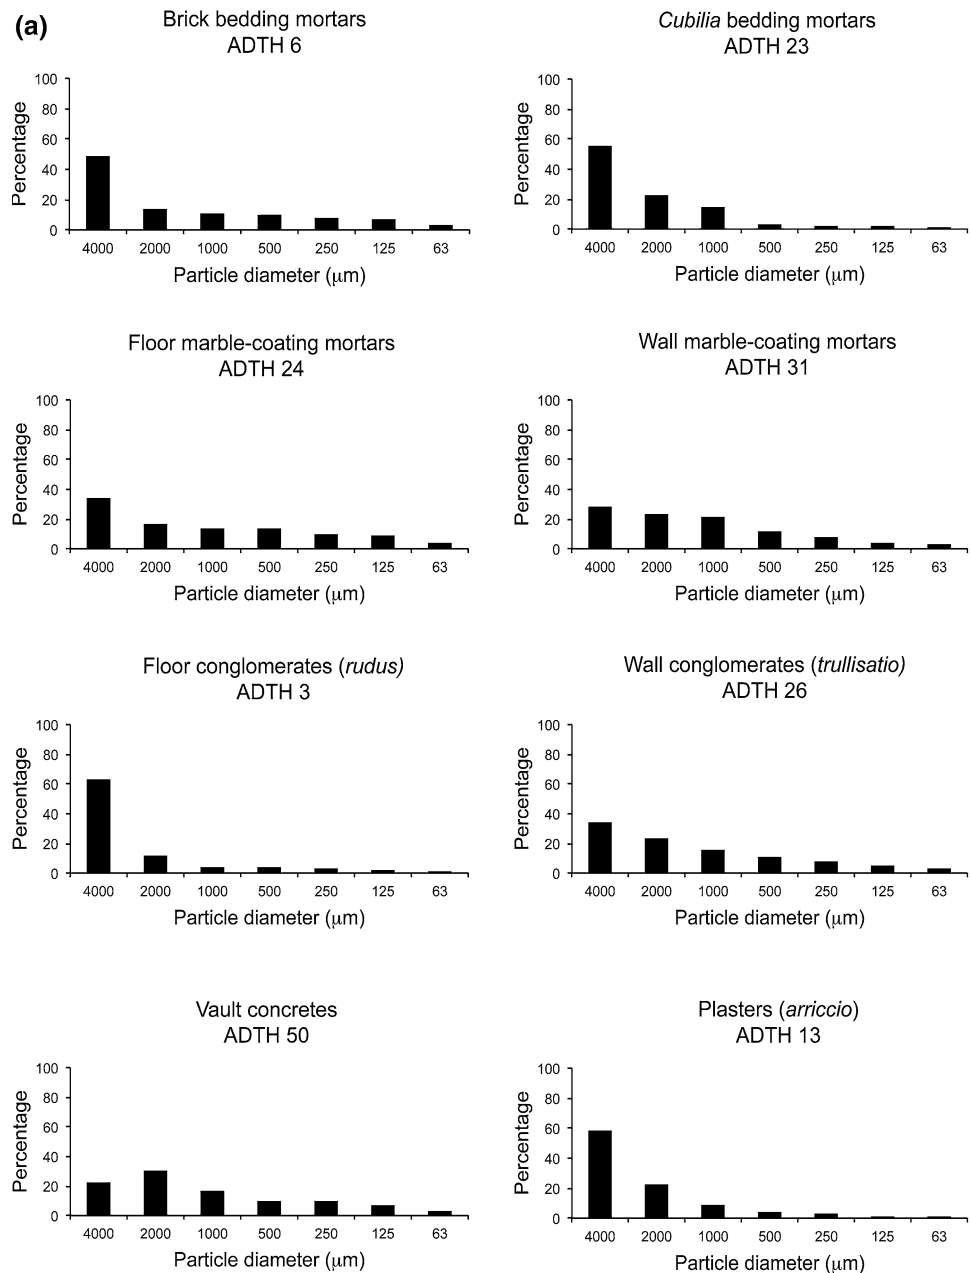 (a)
Brick bedding mortars
ADTH 6
Percentage
100
80
60
40
20
0
4000 2000 1000 500 250 125 63
Particle diameter (μm)
Cubilia bedding mortars
ADTH 23
Percentage
100
80
60
40
20
0
4000 2000 1000 500 250 125 63
Particle diameter (μm)
Floor marble-coating mortars
ADTH 24
Percentage
100
80
60
40
20
0
4000 2000 1000 500 250 125 63
Particle diameter (μm)
Wall marble-coating mortars
ADTH 31
Percentage
100
80
60
40
20
0
4000 2000 1000 500 250 125 63
Particle diameter (μm)
Floor conglomerates (rudus)
ADTH 3
Percentage
100
80
60
40
20
0
4000 2000 1000 500 250 125 63
Particle diameter (μm)
Wall conglomerates (trullisatio)
ADTH 26
Percentage
100
80
60
40
20
0
4000 2000 1000 500 250 125 63
Particle diameter (μm)
Vault concretes
ADTH 50
Percentage
100
80
60
40
20
0
4000 2000 1000 500 250 125 63
Particle diameter (μm)
Plasters (arriccio)
ADTH 13
Percentage
100
80
60
40
20
0
4000 2000 1000 500 250 125 63
Particle diameter (μm)